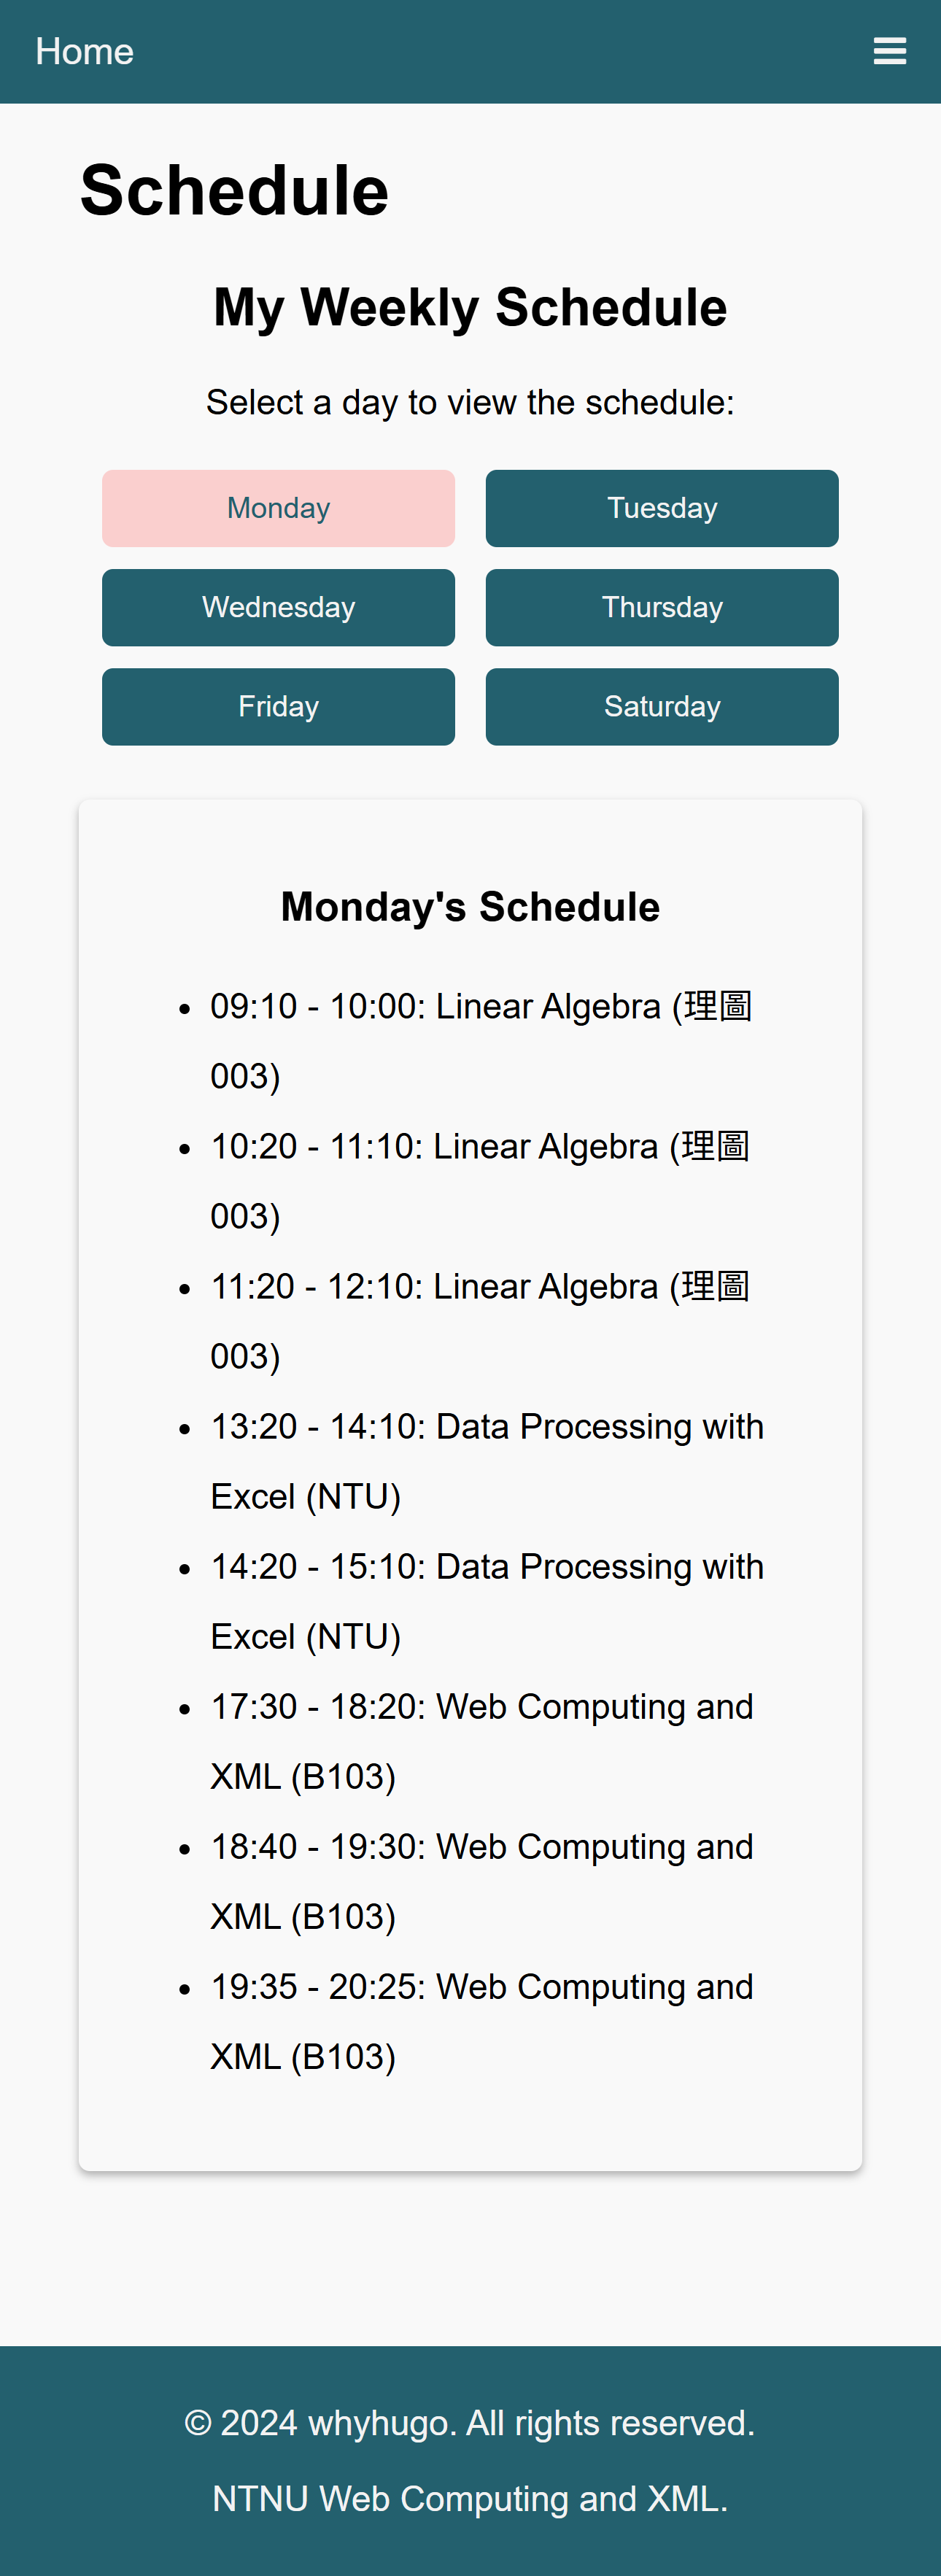 Home
Schedule
My Weekly Schedule
Select a day to view the schedule:
Monday
Tuesday
Wednesday
Thursday
Friday
Saturday
Monday's Schedule
09:10 - 10:00: Linear Algebra (理圖
003)
10:20 - 11:10: Linear Algebra (理圖
003)
11:20 - 12:10: Linear Algebra (理圖
003)
13:20 - 14:10: Data Processing with
Excel (NTU)
14:20 - 15:10: Data Processing with
Excel (NTU)
17:30 - 18:20: Web Computing and
XML (B103)
18:40 - 19:30: Web Computing and
XML (B103)
19:35 - 20:25: Web Computing and
XML (B103)
© 2024 whyhugo. All rights reserved.
NTNU Web Computing and XML.